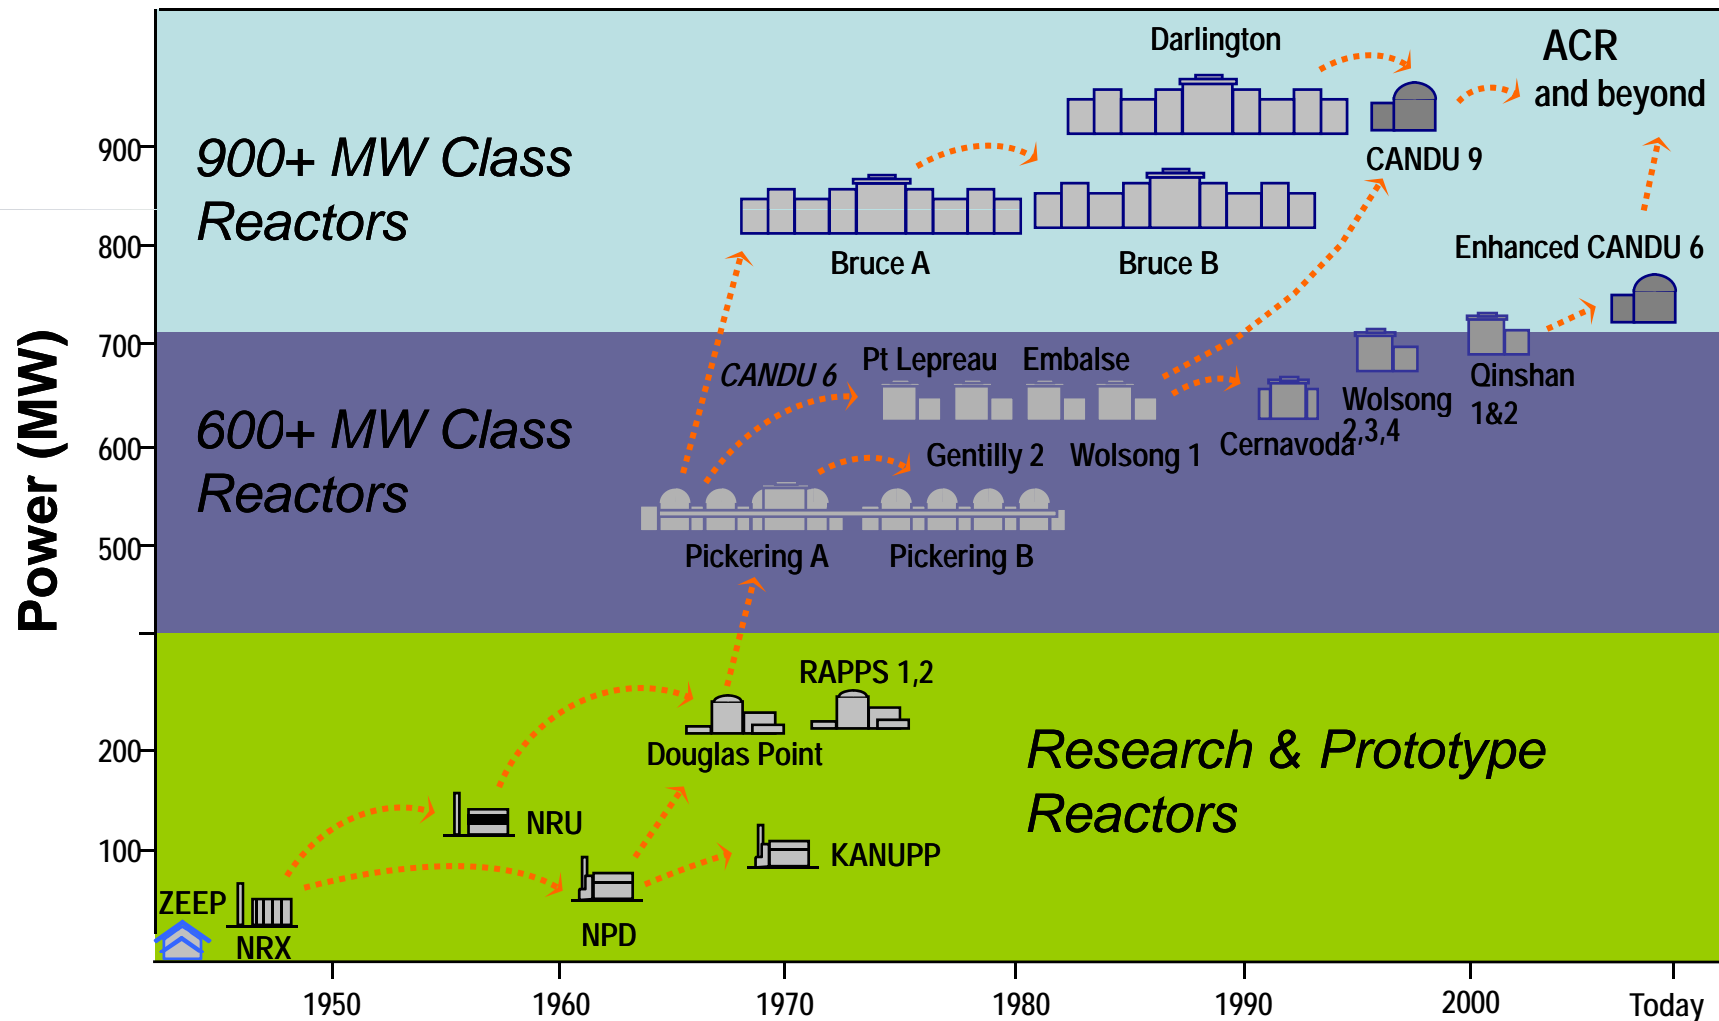 Darlington
ACR
and beyond
900+ MW Class
Reactors
CANDU 9
Bruce A
Bruce B
Enhanced CANDU 6
Power (MW)
900
800
700
600
500
200
100
CANDU 6
Pt Lepreau
Embalse
Qinshan
1&2
Wolsong
2,3,4
Cernavoda
600+ MW Class
Reactors
Gentilly 2
Wolsong 1
Pickering A
Pickering B
RAPPS 1,2
Douglas Point
Research & Prototype
Reactors
NRU
KANUPP
ZEEP
NRX
NPD
1950
1960
1970
1980
1990
2000
Today